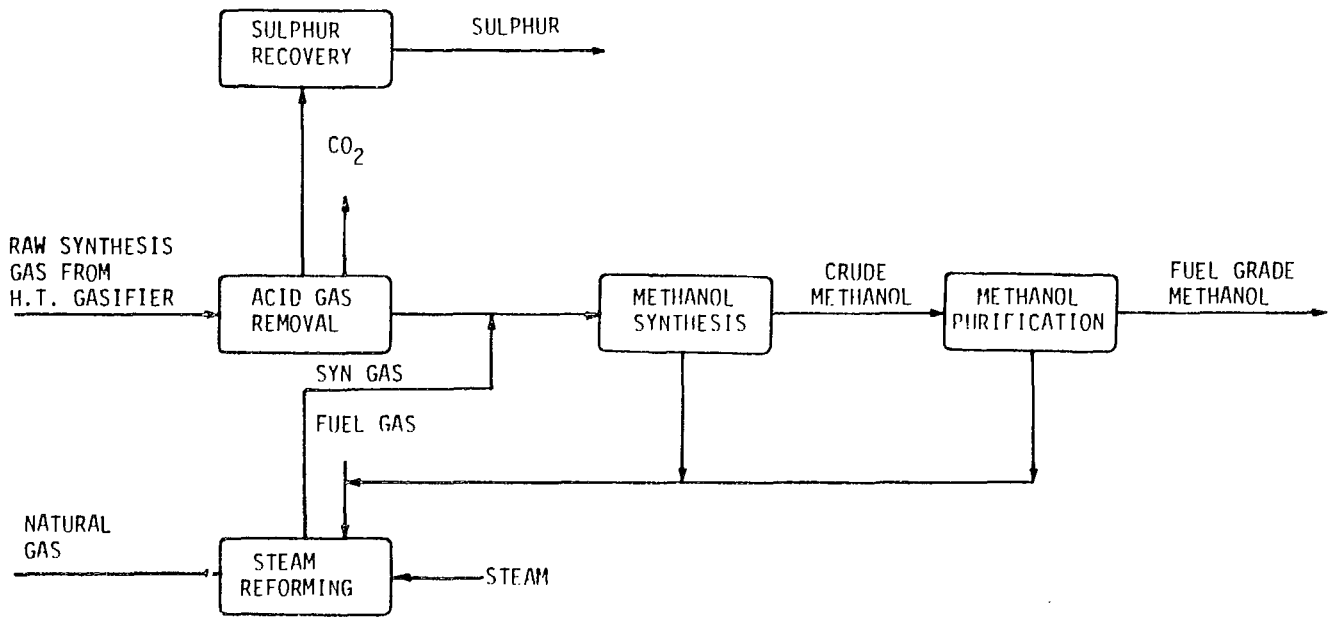 SULPHUR
RECOVERY
SULPHUR
CO2
RAW SYNTHESIS
GAS FROM
H.T. GASIFIER
ACID GAS
REMOVAL
METHANOL
SYNTHESIS
CRUDE
METHANOL
METHANOL
PURIFICATION
FUEL GRADE
METHANOL
SYN GAS
FUEL GAS
NATURAL
GAS
STEAM
REFORMING
STEAM